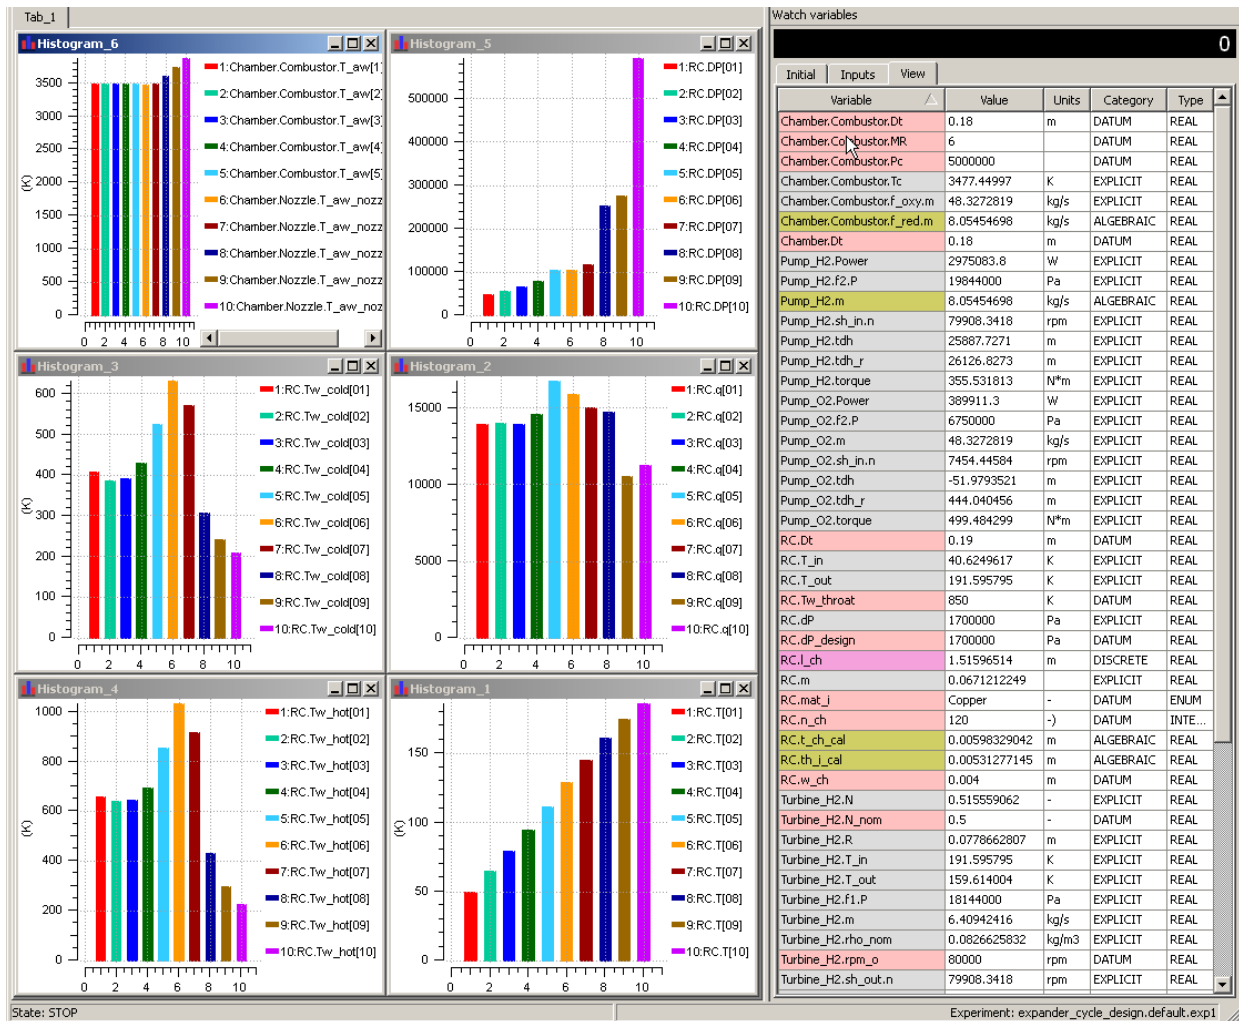 Tab_1
Histogram_6
3500
3000
2500
2000
1500
1000
500
0
(K)
0 2 4 6 8 10
1:Chamber.Combustor.T_aw[1]
2:Chamber.Combustor.T_aw[2]
3:Chamber.Combustor.T_aw[3]
4:Chamber.Combustor.T_aw[4]
5:Chamber.Combustor.T_aw[5]
6:Chamber.Nozzle.T_aw_nozz
7:Chamber.Nozzle.T_aw_nozz
8:Chamber.Nozzle.T_aw_nozz
9:Chamber.Nozzle.T_aw_nozz
10:Chamber.Nozzle.T_aw_noz
Histogram_5
500000
400000
300000
200000
100000
0
0 2 4 6 8 10
1:RC.DP[01]
2:RC.DP[02]
3:RC.DP[03]
4:RC.DP[04]
5:RC.DP[05]
6:RC.DP[06]
7:RC.DP[07]
8:RC.DP[08]
9:RC.DP[09]
10:RC.DP[10]
Histogram_3
600
500
400
300
200
100
0
(K)
0 2 4 6 8 10
1:RC.Tw_cold[01]
2:RC.Tw_cold[02]
3:RC.Tw_cold[03]
4:RC.Tw_cold[04]
5:RC.Tw_cold[05]
6:RC.Tw_cold[06]
7:RC.Tw_cold[07]
8:RC.Tw_cold[08]
9:RC.Tw_cold[09]
10:RC.Tw_cold[10]
Histogram_2
15000
10000
5000
0
0 2 4 6 8 10
1:RC.q[01]
2:RC.q[02]
3:RC.q[03]
4:RC.q[04]
5:RC.q[05]
6:RC.q[06]
7:RC.q[07]
8:RC.q[08]
9:RC.q[09]
10:RC.q[10]
Histogram_4
1000
800
600
400
200
0
(K)
0 2 4 6 8 10
1:RC.Tw_hot[01]
2:RC.Tw_hot[02]
3:RC.Tw_hot[03]
4:RC.Tw_hot[04]
5:RC.Tw_hot[05]
6:RC.Tw_hot[06]
7:RC.Tw_hot[07]
8:RC.Tw_hot[08]
9:RC.Tw_hot[09]
10:RC.Tw_hot[10]
Histogram_1
150
100
50
0
(K)
0 2 4 6 8 10
1:RC.T[01]
2:RC.T[02]
3:RC.T[03]
4:RC.T[04]
5:RC.T[05]
6:RC.T[06]
7:RC.T[07]
8:RC.T[08]
9:RC.T[09]
10:RC.T[10]
Watch variables
0
Initial Inputs View
Variable Value Units Category Type
Chamber.Combustor.Dt 0.18 m DATUM REAL
Chamber.Combustor.MR 6 DATUM REAL
Chamber.Combustor.Pc 5000000 DATUM REAL
Chamber.Combustor.Tc 3477.44997 K EXPLICIT REAL
Chamber.Combustor.f_oxy.m 48.3272819 kg/s EXPLICIT REAL
Chamber.Combustor.f_red.m 8.05454698 kg/s ALGEBRAIC REAL
Chamber.Dt 0.18 m DATUM REAL
Pump_H2.Power 2975083.8 W EXPLICIT REAL
Pump_H2.f2.P 19844000 Pa EXPLICIT REAL
Pump_H2.m 8.05454698 kg/s ALGEBRAIC REAL
Pump_H2.sh_in.n 79908.3418 rpm EXPLICIT REAL
Pump_H2.tdh 25887.7271 m EXPLICIT REAL
Pump_H2.tdh_r 26126.8273 m EXPLICIT REAL
Pump_H2.torque 355.531813 N*m EXPLICIT REAL
Pump_O2.Power 389911.3 W EXPLICIT REAL
Pump_O2.f2.P 6750000 Pa EXPLICIT REAL
Pump_O2.m 48.3272819 kg/s EXPLICIT REAL
Pump_O2.sh_in.n 7454.44584 rpm EXPLICIT REAL
Pump_O2.tdh -51.9793521 m EXPLICIT REAL
Pump_O2.tdh_r 444.040456 m EXPLICIT REAL
Pump_O2.torque 499.484299 N*m EXPLICIT REAL
RC.Dt 0.19 m DATUM REAL
RC.T_in 40.6249617 K EXPLICIT REAL
RC.T_out 191.595795 K EXPLICIT REAL
RC.Tw_throat 850 K DATUM REAL
RC.dP 1700000 Pa EXPLICIT REAL
RC.dP_design 1700000 Pa DATUM REAL
RC.l_ch 1.51596514 m DISCRETE REAL
RC.m 0.0671212249 EXPLICIT REAL
RC.mat_i Copper - DATUM ENUM
RC.n_ch 120 -) DATUM INTE...
RC.t_ch_cal 0.00598329042 m ALGEBRAIC REAL
RC.th_i_cal 0.00531277145 m ALGEBRAIC REAL
RC.w_ch 0.004 m DATUM REAL
Turbine_H2.N 0.515559062 - EXPLICIT REAL
Turbine_H2.N_nom 0.5 - DATUM REAL
Turbine_H2.R 0.0778662807 m EXPLICIT REAL
Turbine_H2.T_in 191.595795 K EXPLICIT REAL
Turbine_H2.T_out 159.614004 K EXPLICIT REAL
Turbine_H2.f1.P 18144000 Pa EXPLICIT REAL
Turbine_H2.m 6.40942416 kg/s EXPLICIT REAL
Turbine_H2.rho_nom 0.0826625832 kg/m3 EXPLICIT REAL
Turbine_H2.rpm_o 80000 rpm DATUM REAL
Turbine_H2.sh_out.n 79908.3418 rpm EXPLICIT REAL
State: STOP
Experiment: expander_cycle_design.default.exp1